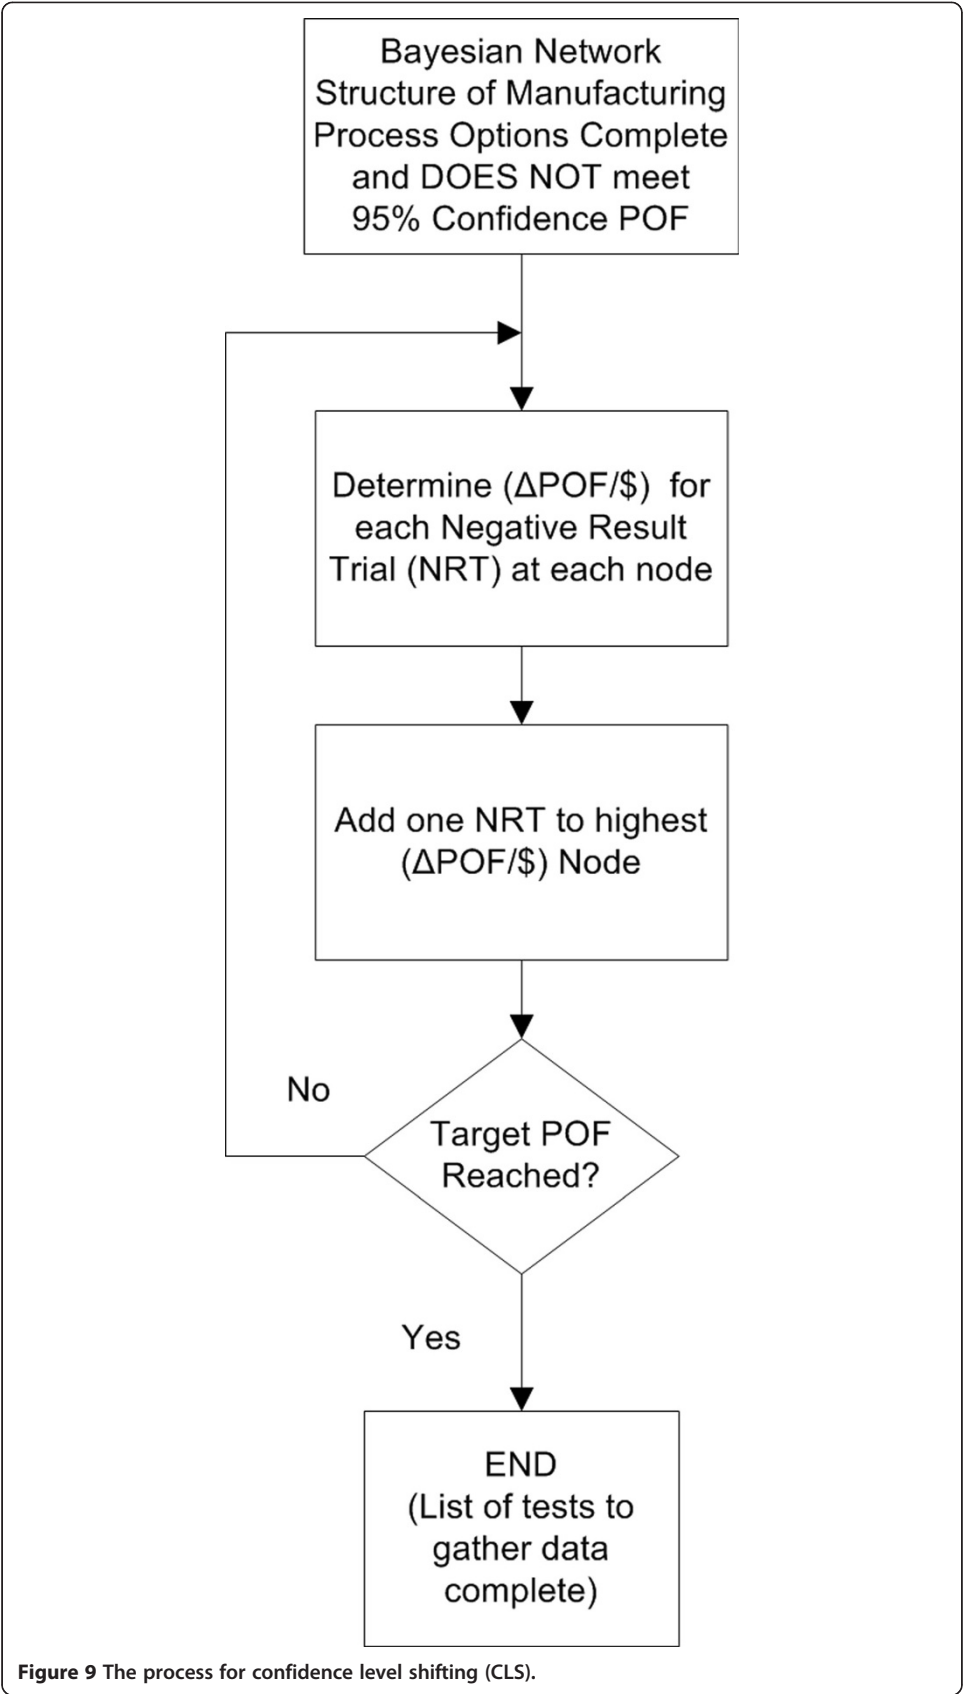 Bayesian Network
Structure of Manufacturing
Process Options Complete
and DOES NOT meet
95% Confidence POF
Determine (ΔPOF/$)  for
each Negative Result
Trial (NRT) at each node
Add one NRT to highest
(ΔPOF/$) Node
No
Target POF
Reached?
Yes
END
(List of tests to
gather data
complete)
Figure 9 The process for confidence level shifting (CLS).